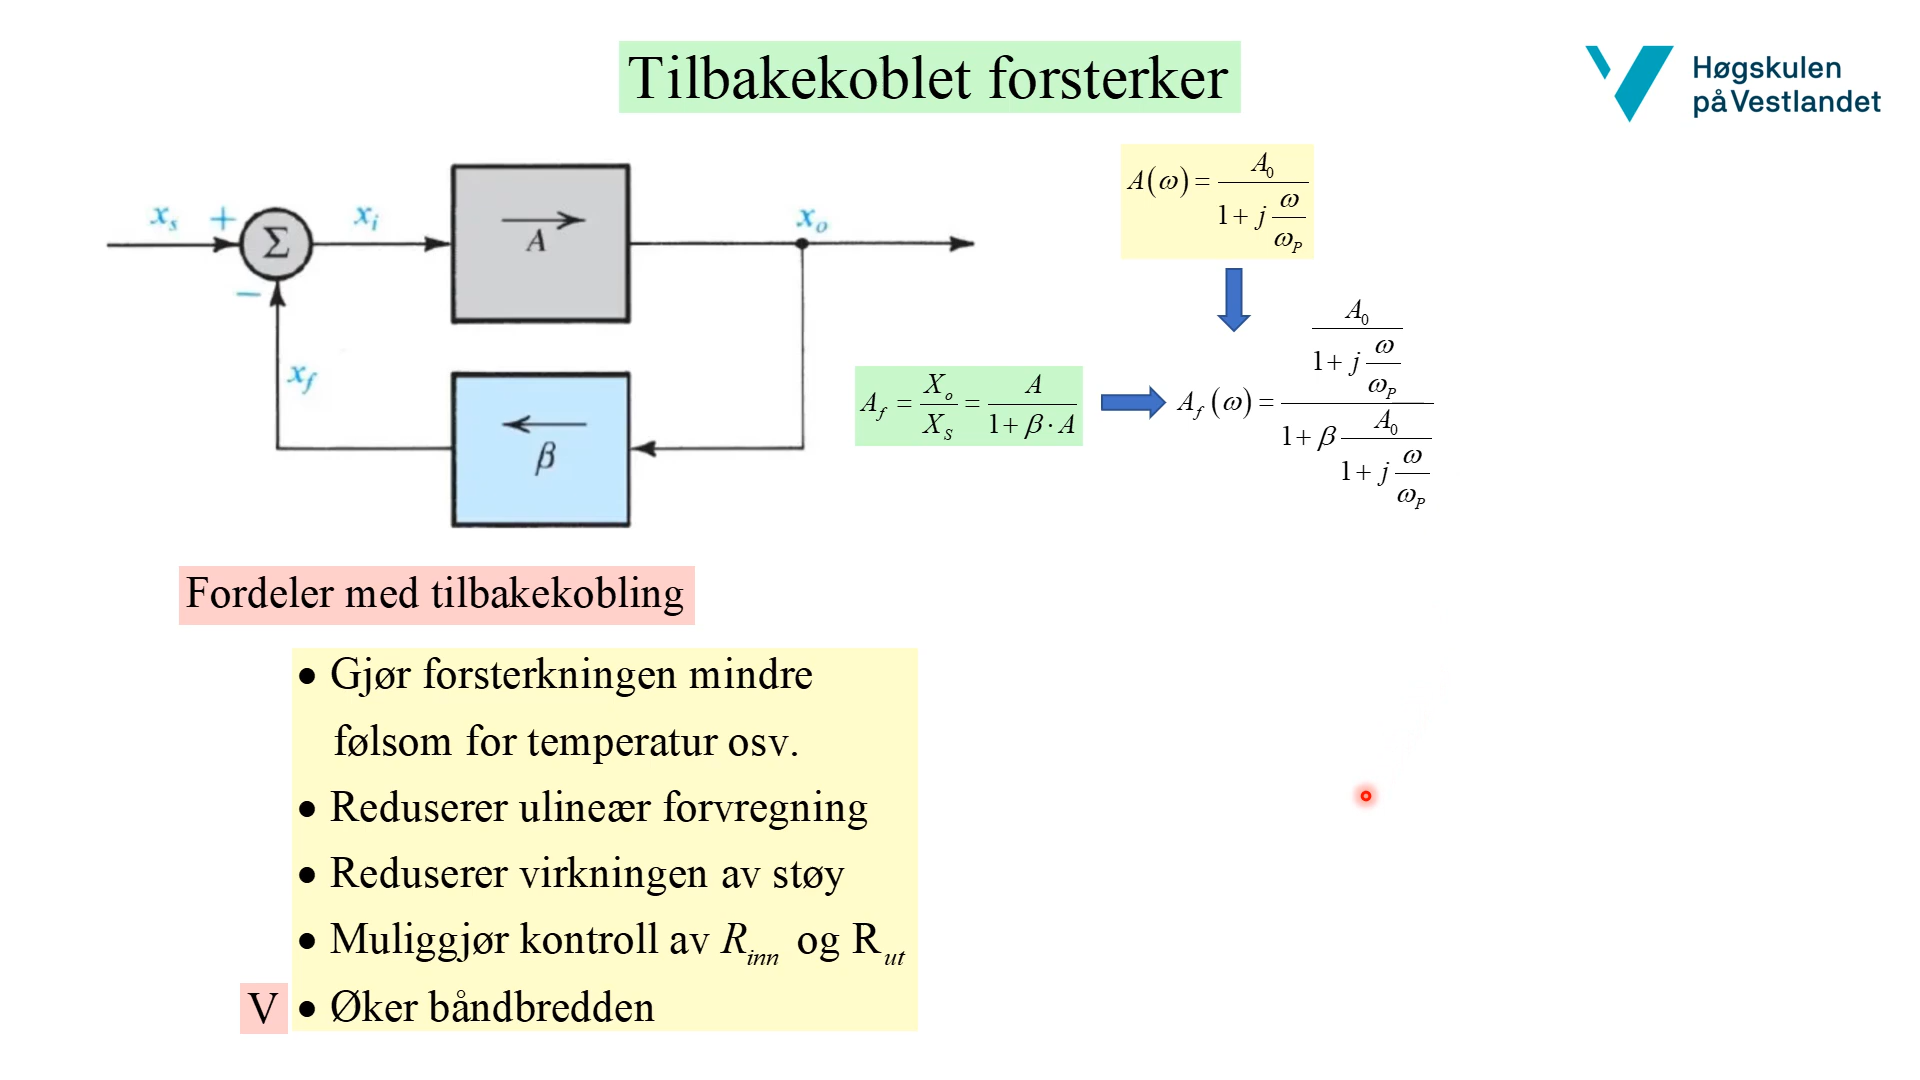 Tilbakekoblet forsterker
Høgskulen
på Vestlandet
x_s + Σ x_i A x_o
−
x_f
β
A(ω) = A_0 / (1 + j ω/ω_P)
A_f = X_o / X_S = A / (1 + β · A)
A_f (ω) = (A_0 / (1 + j ω/ω_P)) / (1 + β A_0 / (1 + j ω/ω_P))
Fordeler med tilbakekobling
• Gjør forsterkningen mindre
følsom for temperatur osv.
• Reduserer ulineær forvregning
• Reduserer virkningen av støy
• Muliggjør kontroll av R_inn og R_ut
V • Øker båndbredden